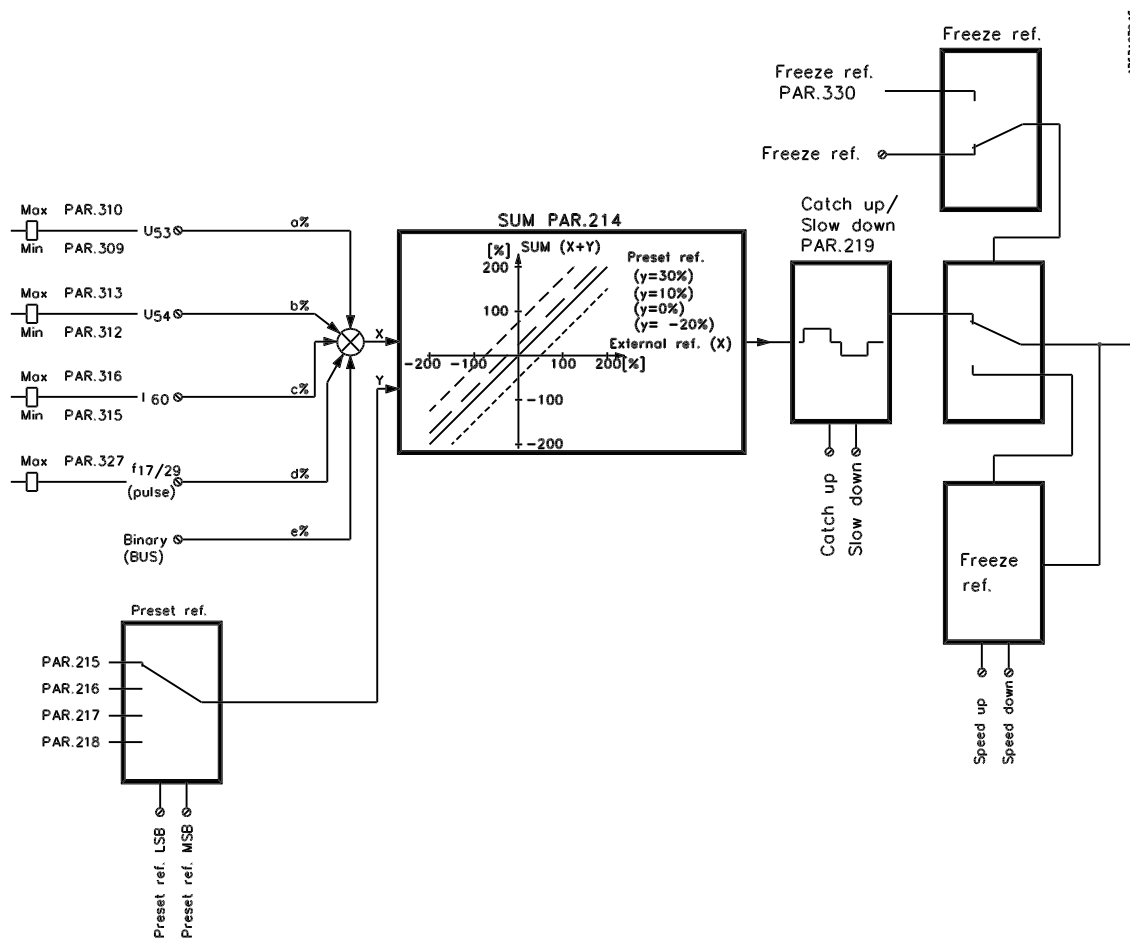 Freeze ref.
Freeze ref.
PAR.330
Freeze ref.
Max PAR.310
U53
a%
Min PAR.309
Max PAR.313
U54
b%
Min PAR.312
Max PAR.316
I 60
c%
Min PAR.315
Max PAR.327
f17/29
(pulse)
d%
Binary
(BUS)
e%
X
Y
SUM PAR.214
[%] SUM (X+Y)
200
100
-200 -100 100 200[%]
-100
-200
Preset ref.
(y=30%)
(y=10%)
(y=0%)
(y= -20%)
External ref. (X)
Catch up/
Slow down
PAR.219
Catch up
Slow down
Freeze
ref.
Speed up
Speed down
Preset ref.
PAR.215
PAR.216
PAR.217
PAR.218
Preset ref. LSB
Preset ref. MSB